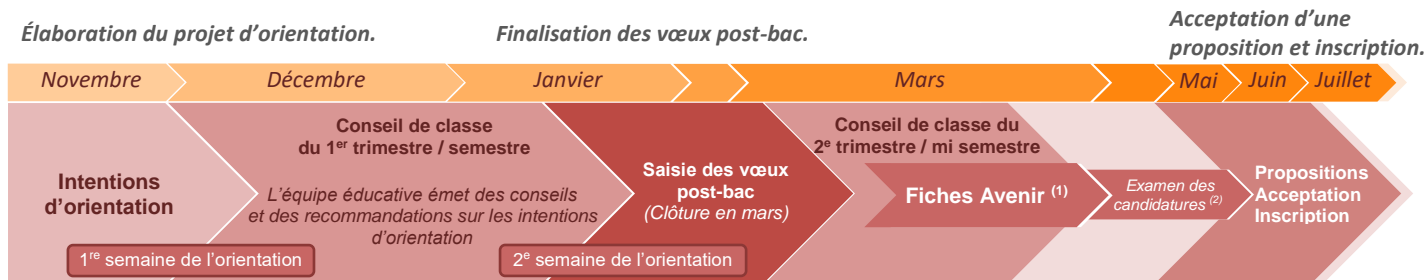 Élaboration du projet d’orientation.
Finalisation des vœux post-bac.
Acceptation d’une
proposition et inscription.
Novembre
Décembre
Janvier
Mars
Mai
Juin
Juillet
Intentions
d’orientation
Conseil de classe
du 1er trimestre / semestre
L’équipe éducative émet des conseils
et des recommandations sur les intentions
d’orientation
Saisie des vœux
post-bac
(Clôture en mars)
Conseil de classe du
2e trimestre / mi semestre
Fiches Avenir (1)
Examen des
candidatures (2)
Propositions
Acceptation
Inscription
1re semaine de l’orientation
2e semaine de l’orientation